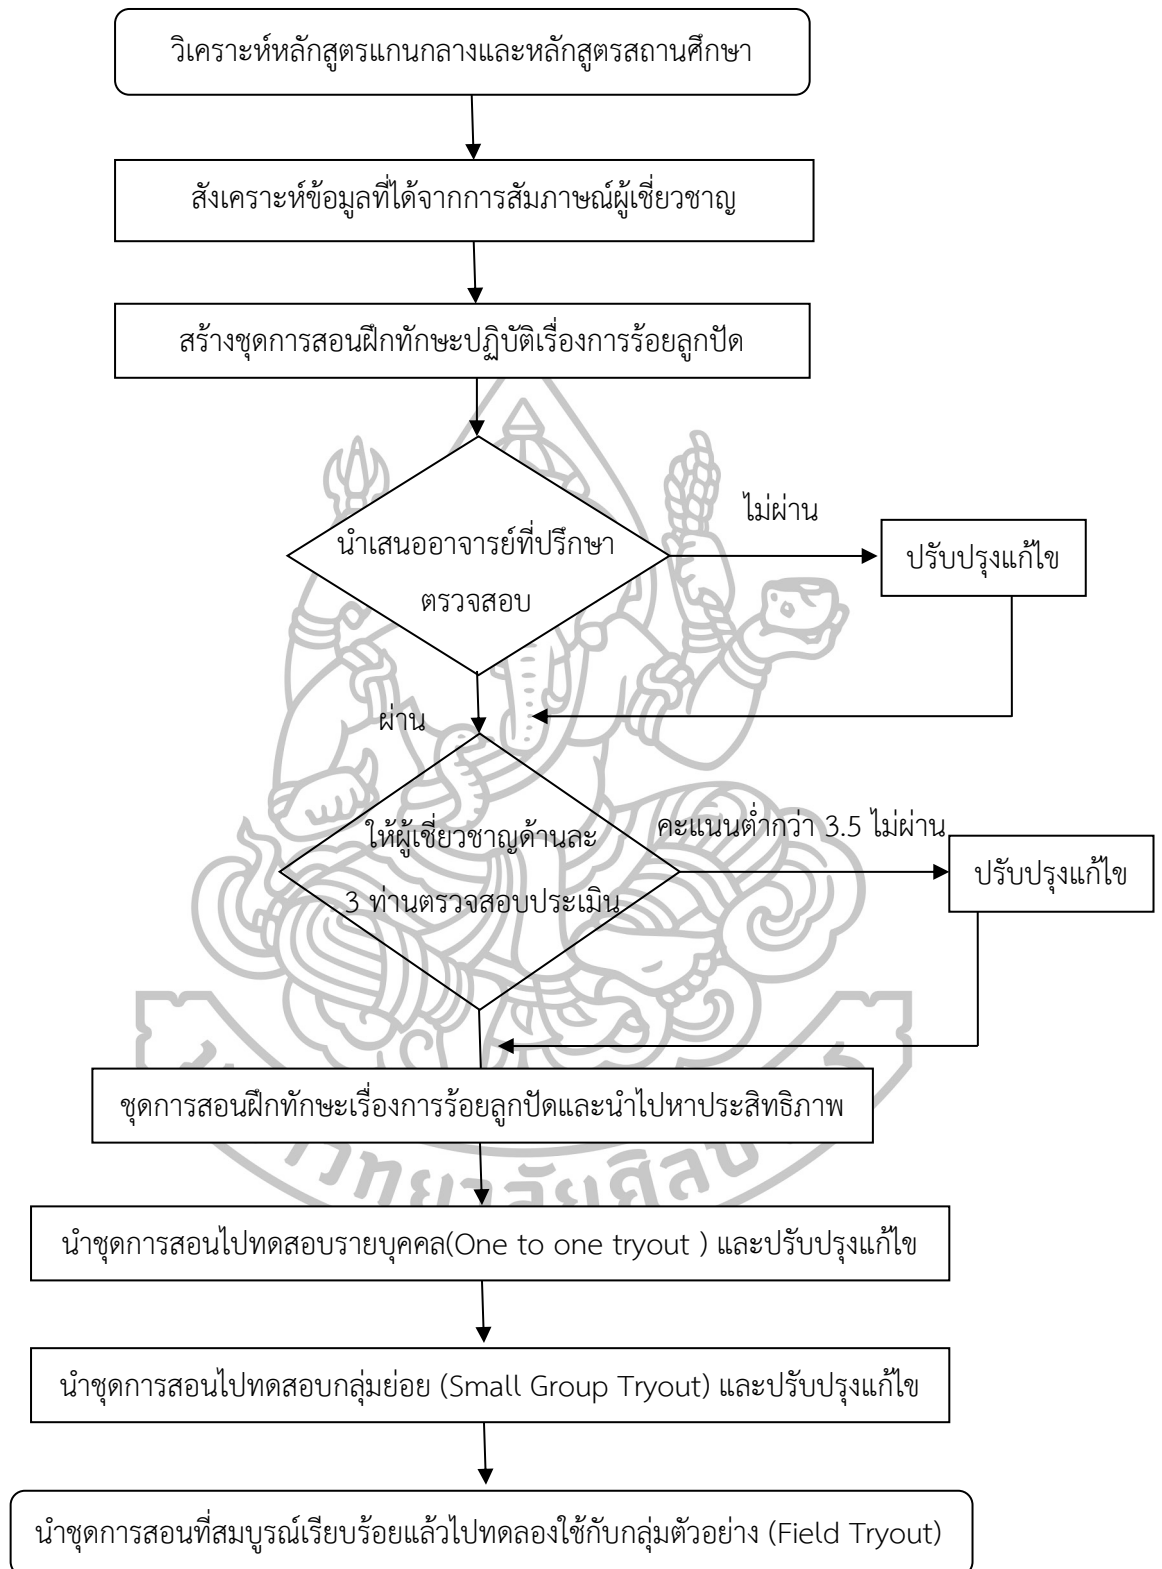 วิเคราะห์หลักสูตรแกนกลางและหลักสูตรสถานศึกษา
สังเคราะห์ข้อมูลที่ได้จากการสัมภาษณ์ผู้เชี่ยวชาญ
สร้างชุดการสอนฝึกทักษะปฏิบัติเรื่องการร้อยลูกปัด
ไม่ผ่าน
นำเสนออาจารย์ที่ปรึกษา
ตรวจสอบ
ปรับปรุงแก้ไข
ผ่าน
คะแนนต่ำกว่า 3.5 ไม่ผ่าน
ให้ผู้เชี่ยวชาญด้านละ
3 ท่านตรวจสอบประเมิน
ปรับปรุงแก้ไข
ชุดการสอนฝึกทักษะเรื่องการร้อยลูกปัดและนำไปหาประสิทธิภาพ
นำชุดการสอนไปทดสอบรายบุคคล(One to one tryout ) และปรับปรุงแก้ไข
นำชุดการสอนไปทดสอบกลุ่มย่อย (Small Group Tryout) และปรับปรุงแก้ไข
นำชุดการสอนที่สมบูรณ์เรียบร้อยแล้วไปทดลองใช้กับกลุ่มตัวอย่าง (Field Tryout)